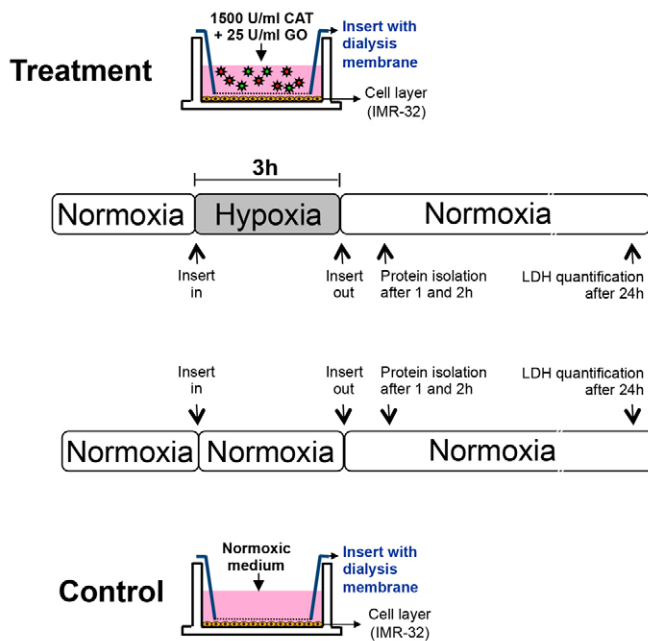 1500 U/ml CAT
+ 25 U/ml GO
Insert with
dialysis
membrane
Treatment
Cell layer
(IMR-32)
3h
Normoxia
Hypoxia
Normoxia
Insert
in
Insert
out
Protein isolation
after 1 and 2h
LDH quantification
after 24h
Insert
in
Insert
out
Protein isolation
after 1 and 2h
LDH quantification
after 24h
Normoxia
Normoxia
Normoxia
Normoxic
medium
Insert with
dialysis
membrane
Control
Cell layer
(IMR-32)